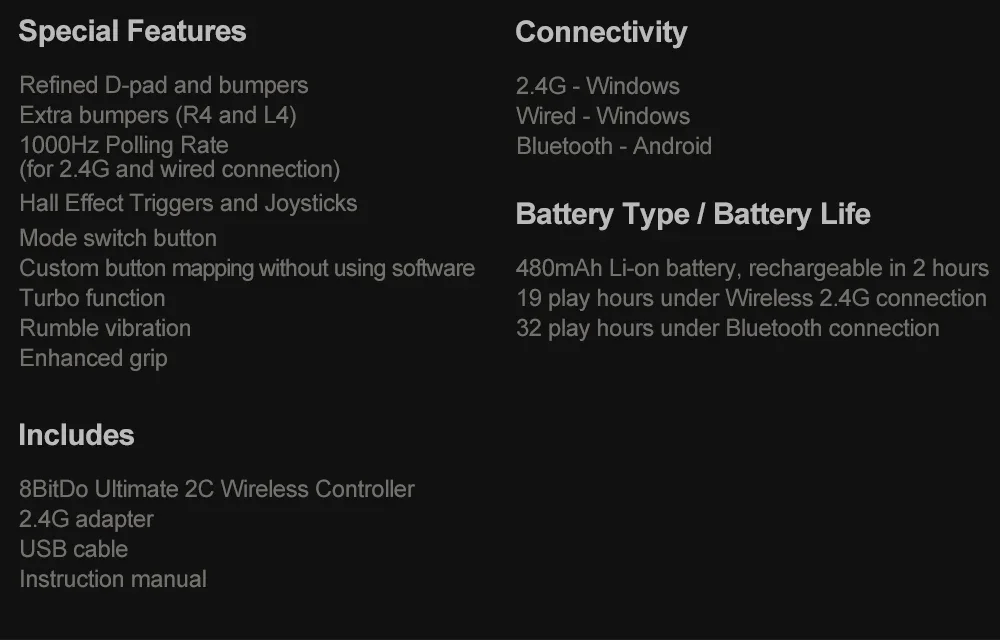 Special Features
Refined D-pad and bumpers
Extra bumpers (R4 and L4)
1000Hz Polling Rate
(for 2.4G and wired connection)
Hall Effect Triggers and Joysticks
Mode switch button
Custom button mapping without using software
Turbo function
Rumble vibration
Enhanced grip
Includes
8BitDo Ultimate 2C Wireless Controller
2.4G adapter
USB cable
Instruction manual
Connectivity
2.4G - Windows
Wired - Windows
Bluetooth - Android
Battery Type / Battery Life
480mAh Li-on battery, rechargeable in 2 hours
19 play hours under Wireless 2.4G connection
32 play hours under Bluetooth connection